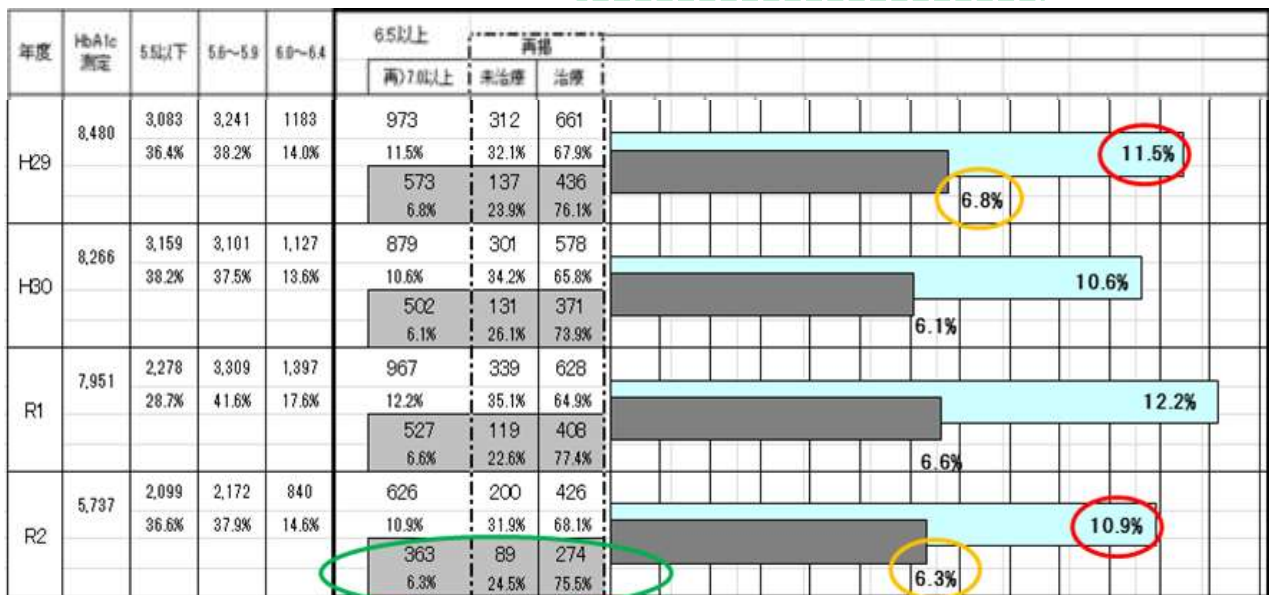 年度 HbA1c測定 5.5以下 5.6〜5.9 6.0〜6.4 6.5以上 再掲
再)7.0以上 未治療 治療
H29 8,480 3,083 3,241 1183 973 312 661
36.4% 38.2% 14.0% 11.5% 32.1% 67.9% 11.5%
573 137 436
6.8% 23.9% 76.1% 6.8%
H30 8,266 3,159 3,101 1,127 879 301 578
38.2% 37.5% 13.6% 10.6% 34.2% 65.8% 10.6%
502 131 371
6.1% 26.1% 73.9% 6.1%
R1 7,951 2,278 3,309 1,397 967 339 628
28.7% 41.6% 17.6% 12.2% 35.1% 64.9% 12.2%
527 119 408
6.6% 22.6% 77.4% 6.6%
R2 5,737 2,099 2,172 840 626 200 426
36.6% 37.9% 14.6% 10.9% 31.9% 68.1% 10.9%
363 89 274
6.3% 24.5% 75.5% 6.3%